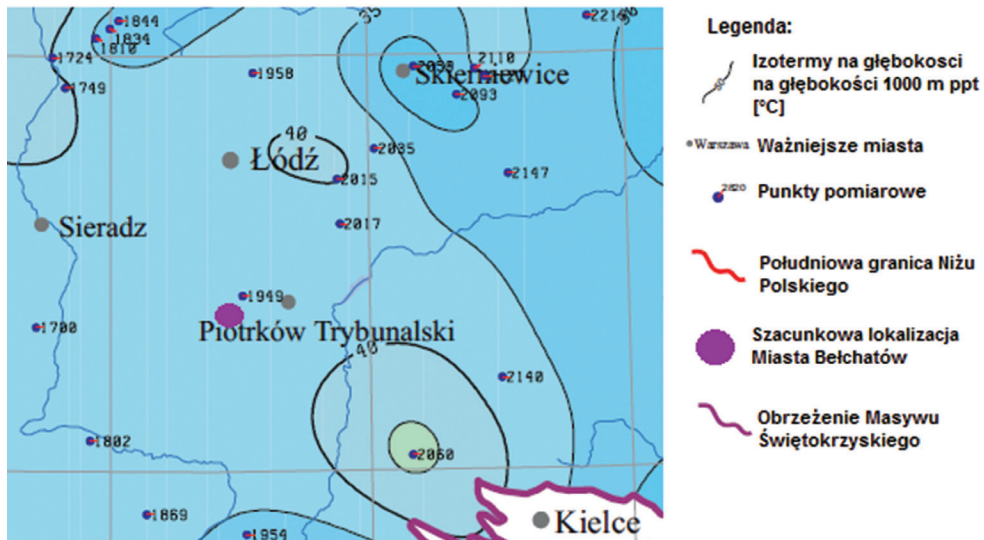 35
30
1844
1834
1810
1724
1749
1958
2110
Skierniewice
2093
40
2035
Łódź
2015
2147
2017
Sieradz
1949
Piotrków Trybunalski
1700
40
2140
1802
2060
1869
1954
Kielce
Legenda:
Izotermy na głębokosci
na głębokości 1000 m ppt
[°C]
Warszawa
Ważniejsze miasta
2820
Punkty pomiarowe
Południowa granica Niżu
Polskiego
Szacunkowa lokalizacja
Miasta Bełchatów
Obrzeżenie Masywu
Świętokrzyskiego